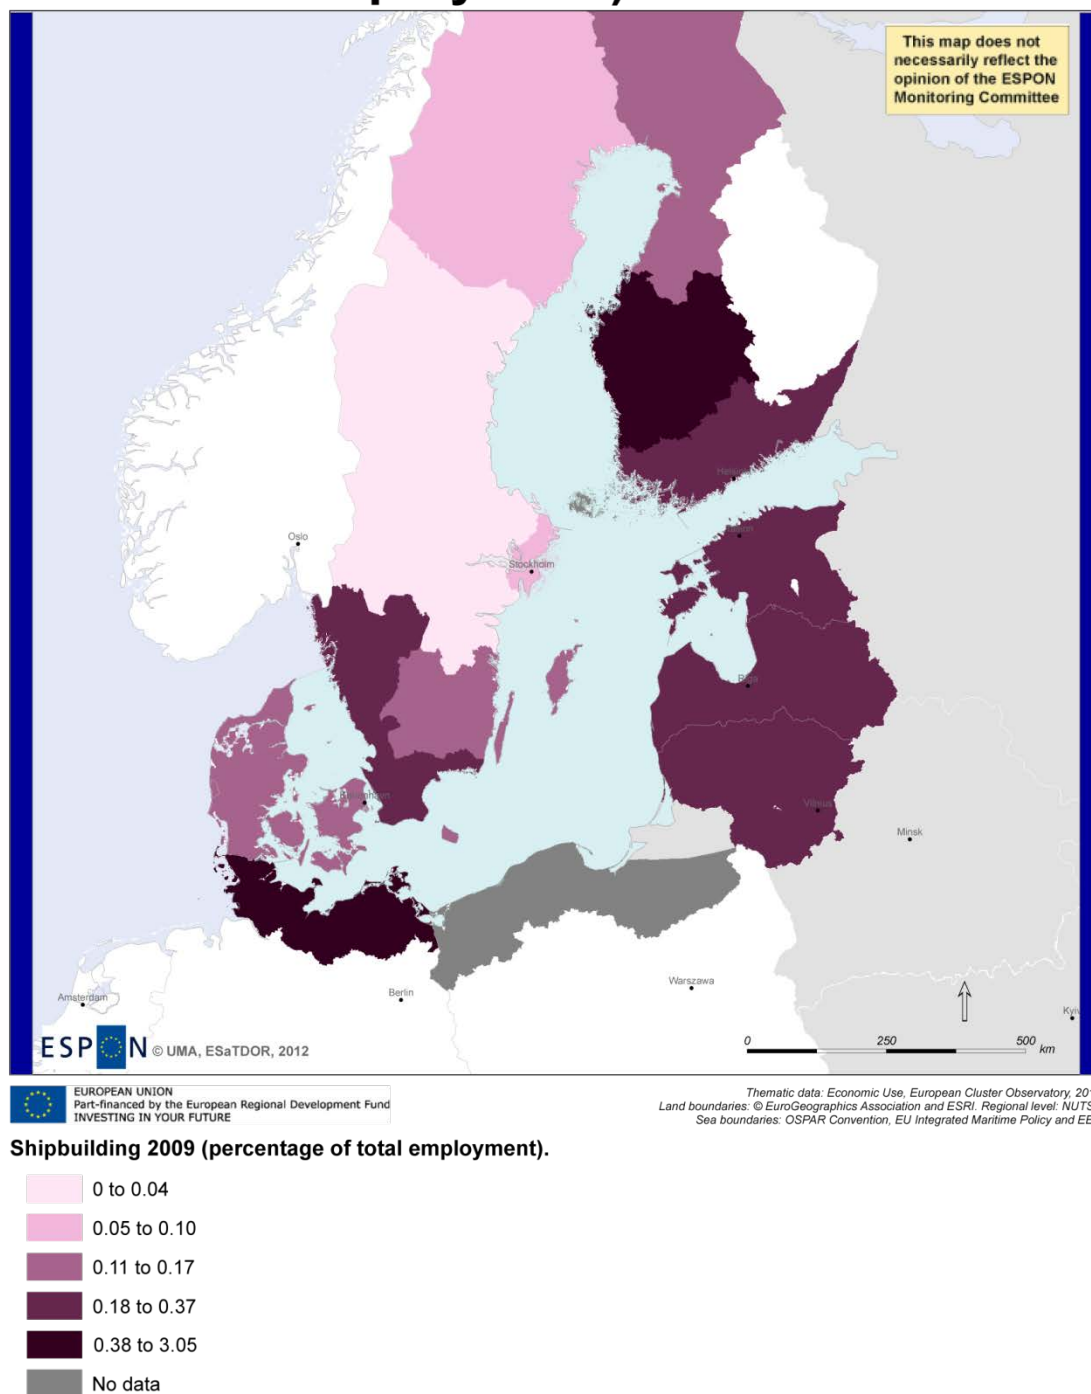 This map does not
necessarily reflect the
opinion of the ESPON
Monitoring Committee
Oslo
Stockholm
Vilnius
Minsk
Warszawa
Berlin
Amsterdam
0 250 500
km
ESPON © UMA, ESaTDOR, 2012
EUROPEAN UNION
Part-financed by the European Regional Development Fund
INVESTING IN YOUR FUTURE
Thematic data: Economic Use, European Cluster Observatory, 20
Land boundaries: © EuroGeographics Association and ESRI. Regional level: NUTS
Sea boundaries: OSPAR Convention, EU Integrated Maritime Policy and
Shipbuilding 2009 (percentage of total employment).
0 to 0.04
0.05 to 0.10
0.11 to 0.17
0.18 to 0.37
0.38 to 3.05
No data